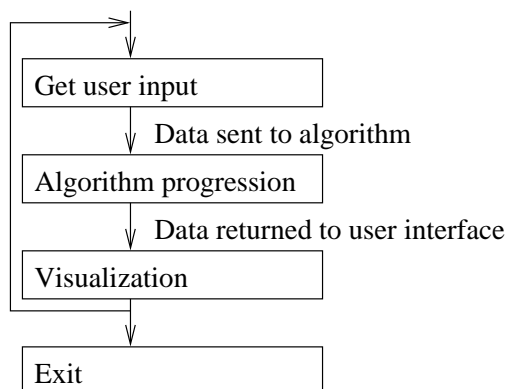 Get user input
Data sent to algorithm
Algorithm progression
Data returned to user interface
Visualization
Exit